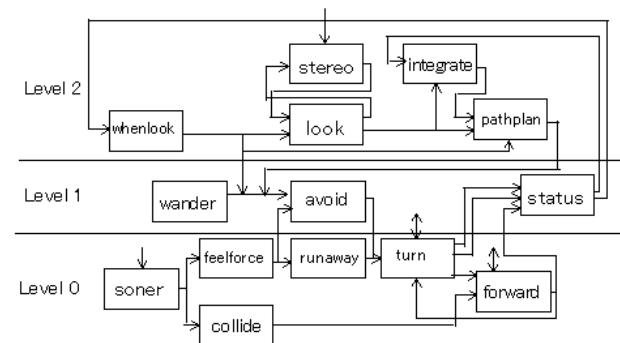 stereo
integrate
Level 2
whenlook
look
pathplan
Level 1
wander
avoid
status
feelforce
runaway
turn
Level 0
soner
forward
collide